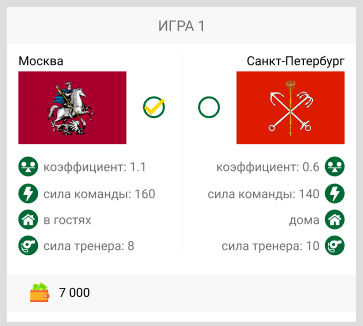 ИГРА 1
Москва Санкт-Петербург
коэффициент: 1.1 коэффициент: 0.6
сила команды: 160 сила команды: 140
в гостях дома
сила тренера: 8 сила тренера: 10
7 000